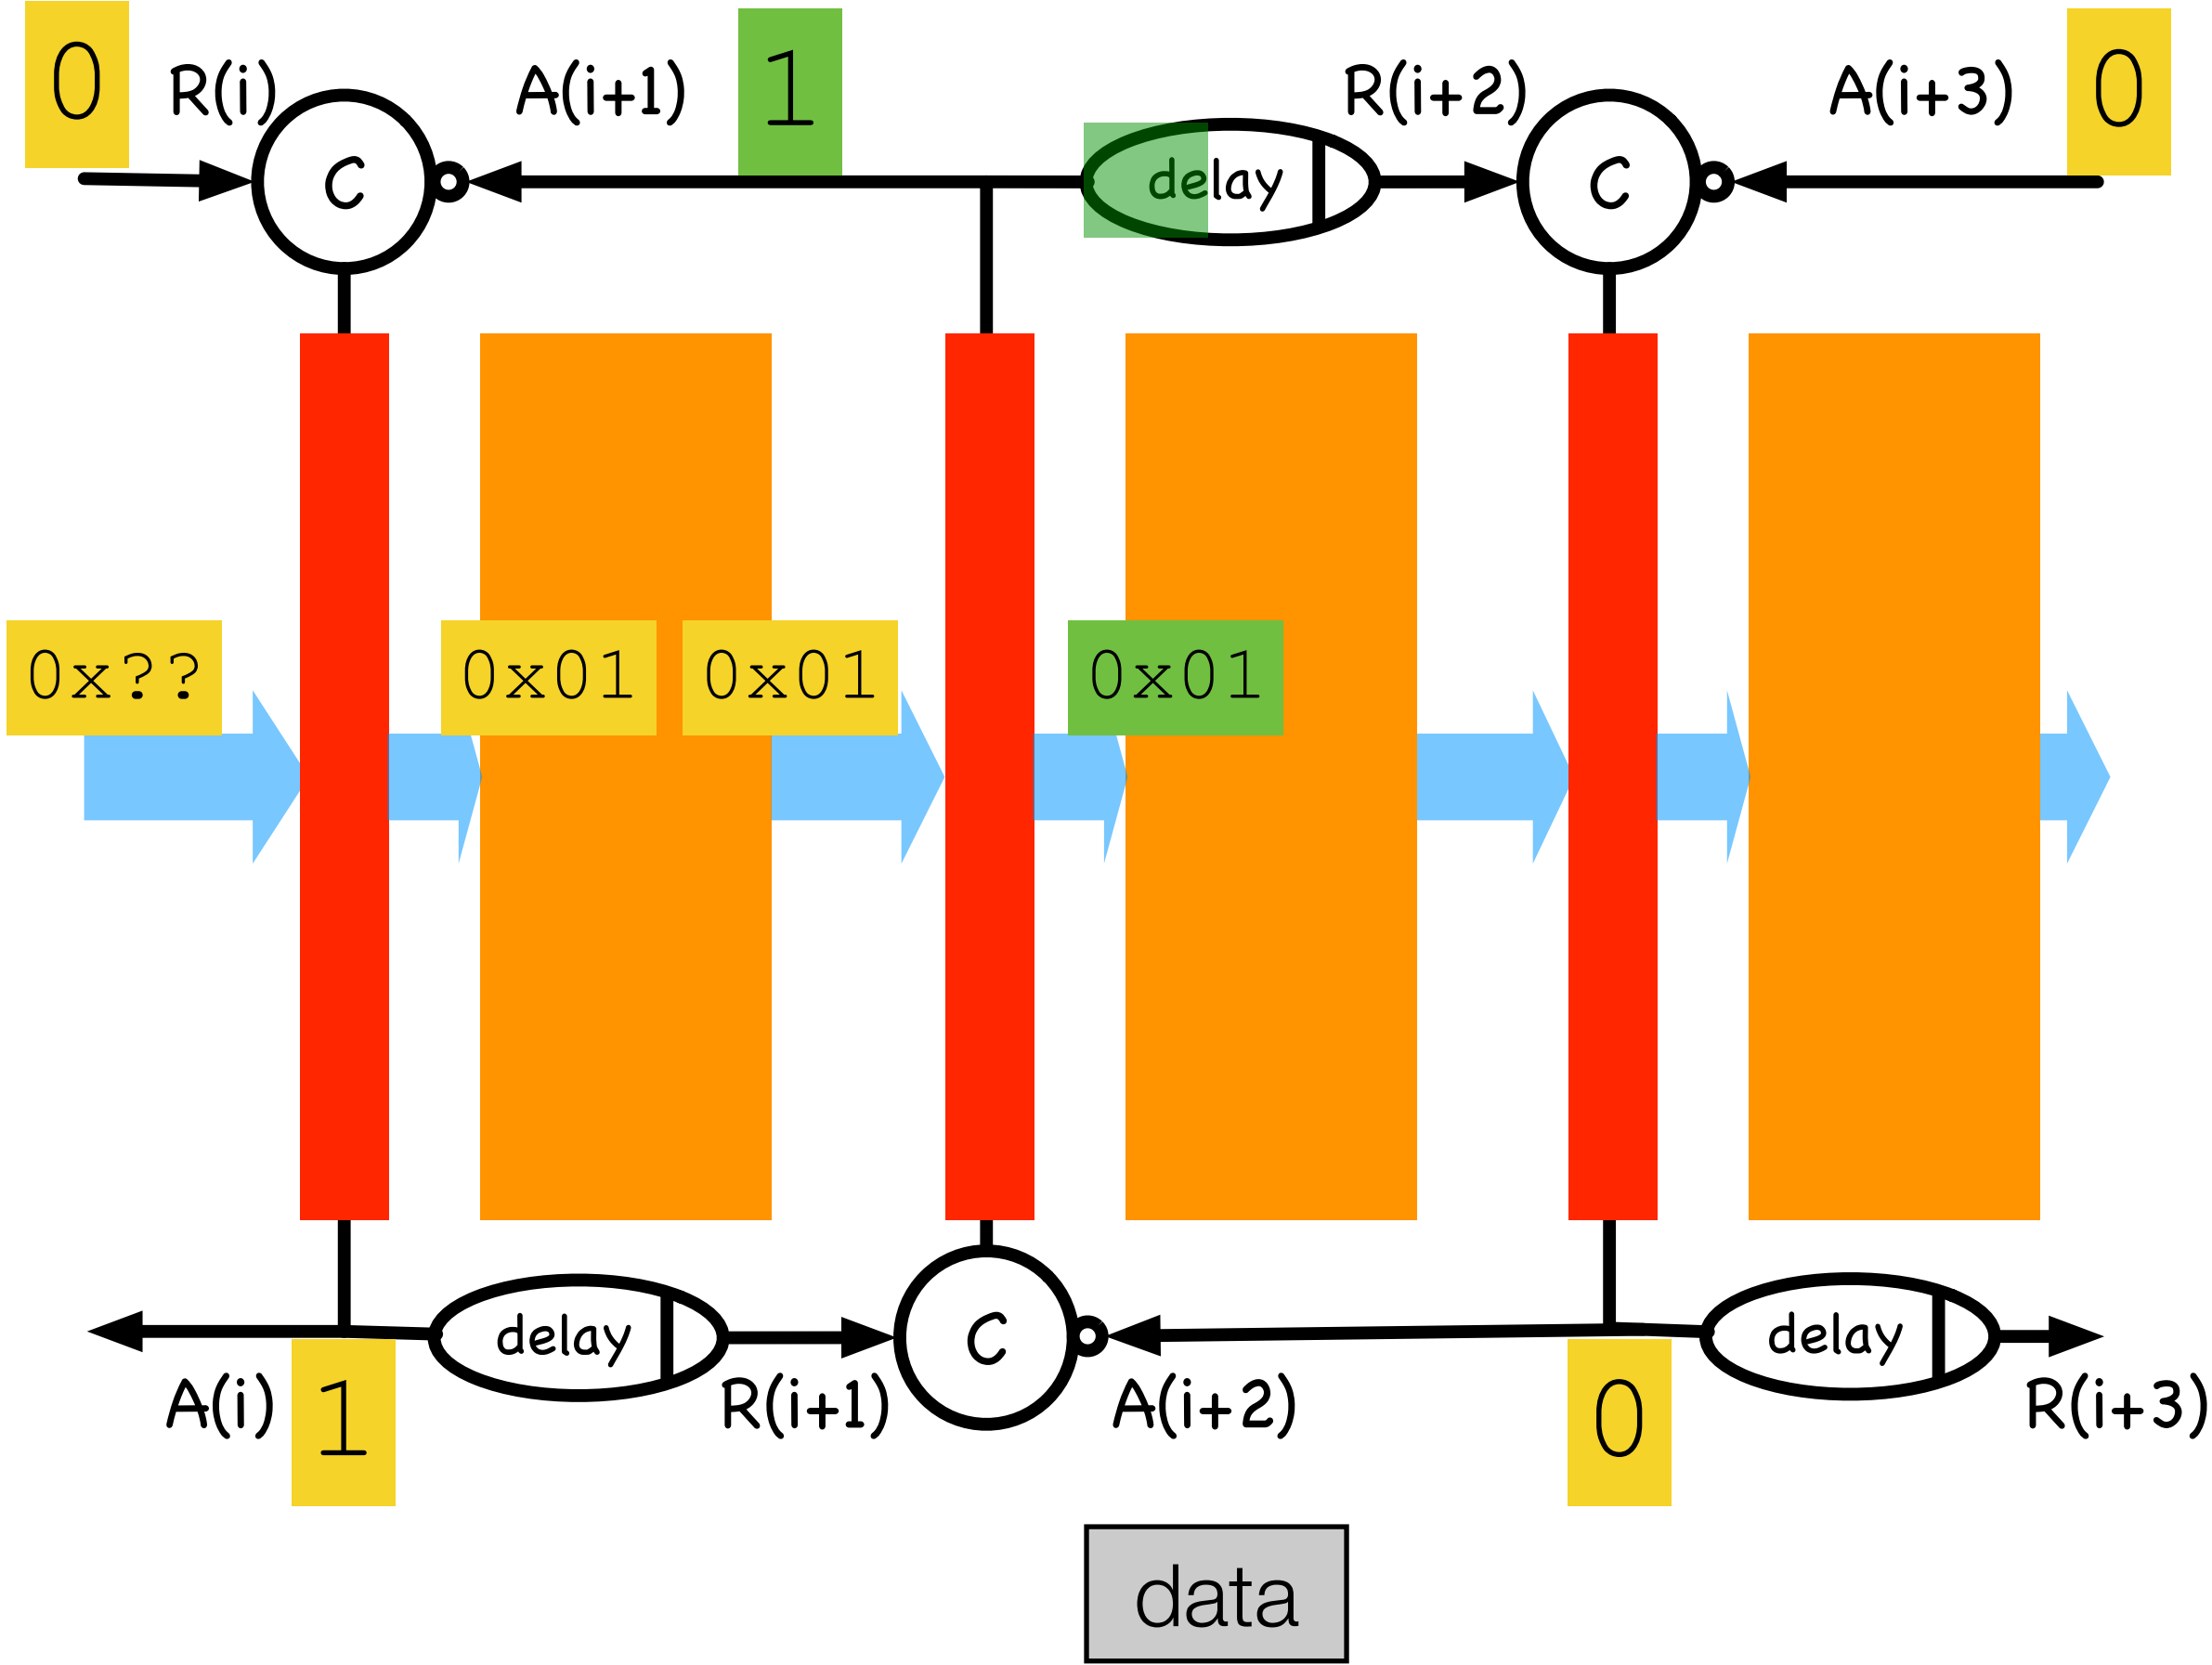 0
R(i)
A(i+1)
1
R(i+2)
A(i+3)
0
C
delay
C
0x??
0x01
0x01
0x01
delay
C
delay
A(i)
1
R(i+1)
A(i+2)
0
R(i+3)
data